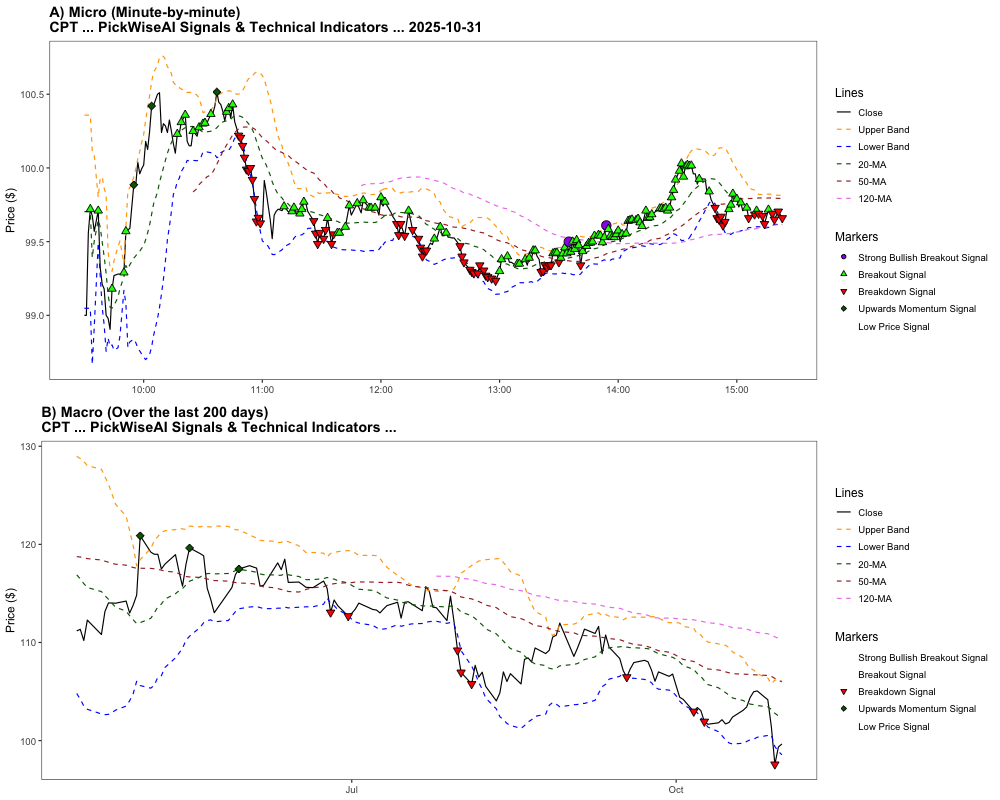 A) Micro (Minute-by-minute)
CPT ... PickWiseAI Signals & Technical Indicators ... 2025-10-31
Price ($)
100.5
100.0
99.5
99.0
10:00
11:00
12:00
13:00
14:00
15:00
Lines
Close
Upper Band
Lower Band
20-MA
50-MA
120-MA
Markers
Strong Bullish Breakout Signal
Breakout Signal
Breakdown Signal
Upwards Momentum Signal
Low Price Signal
B) Macro (Over the last 200 days)
CPT ... PickWiseAI Signals & Technical Indicators ...
Price ($)
130
120
110
100
Jul
Oct
Lines
Close
Upper Band
Lower Band
20-MA
50-MA
120-MA
Markers
Strong Bullish Breakout Signal
Breakout Signal
Breakdown Signal
Upwards Momentum Signal
Low Price Signal